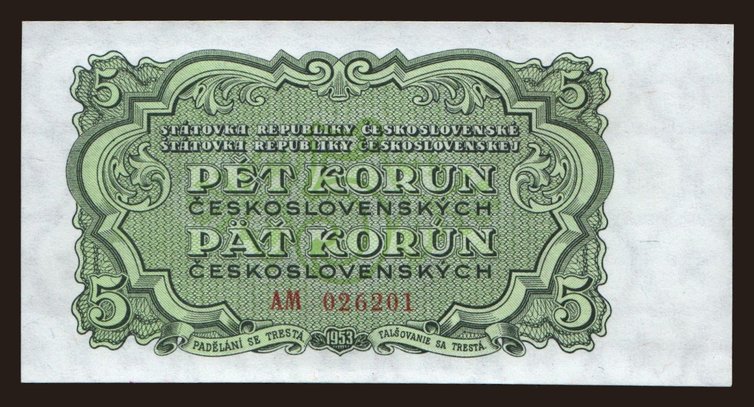 5 5
STÁTOVKA REPUBLIKY ČESKOSLOVENSKÉ
ŠTÁTOVKA REPUBLIKY ČESKOSLOVENSKEJ
PĚT KORUN
ČESKOSLOVENSKÝCH
PÄŤ KORÚN
ČESKOSLOVENSKÝCH
5 AM 026201 5
PADĚLÁNÍ SE TRESTÁ 1953 FALŠOVANIE SA TRESTÁ.